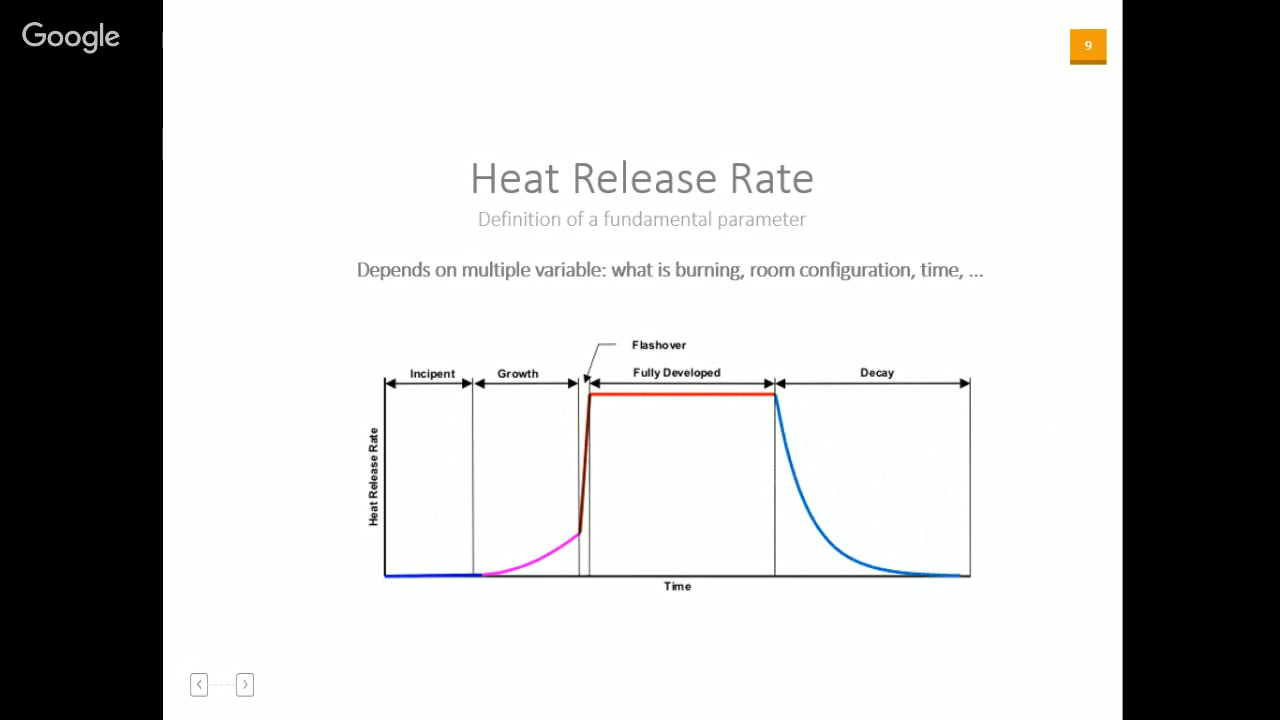 Google
9
Heat Release Rate
Definition of a fundamental parameter
Depends on multiple variable: what is burning, room configuration, time, ...
Flashover
Incipent
Growth
Fully Developed
Decay
Heat Release Rate
Time